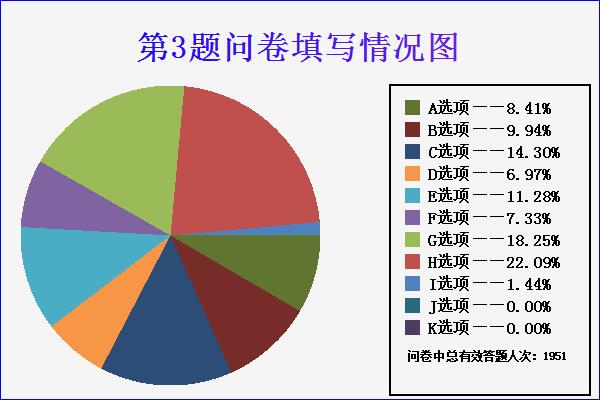 第3题问卷填写情况图
A选项——8.41%
B选项——9.94%
C选项——14.30%
D选项——6.97%
E选项——11.28%
F选项——7.33%
G选项——18.25%
H选项——22.09%
I选项——1.44%
J选项——0.00%
K选项——0.00%
问卷中总有效答题人次：1951